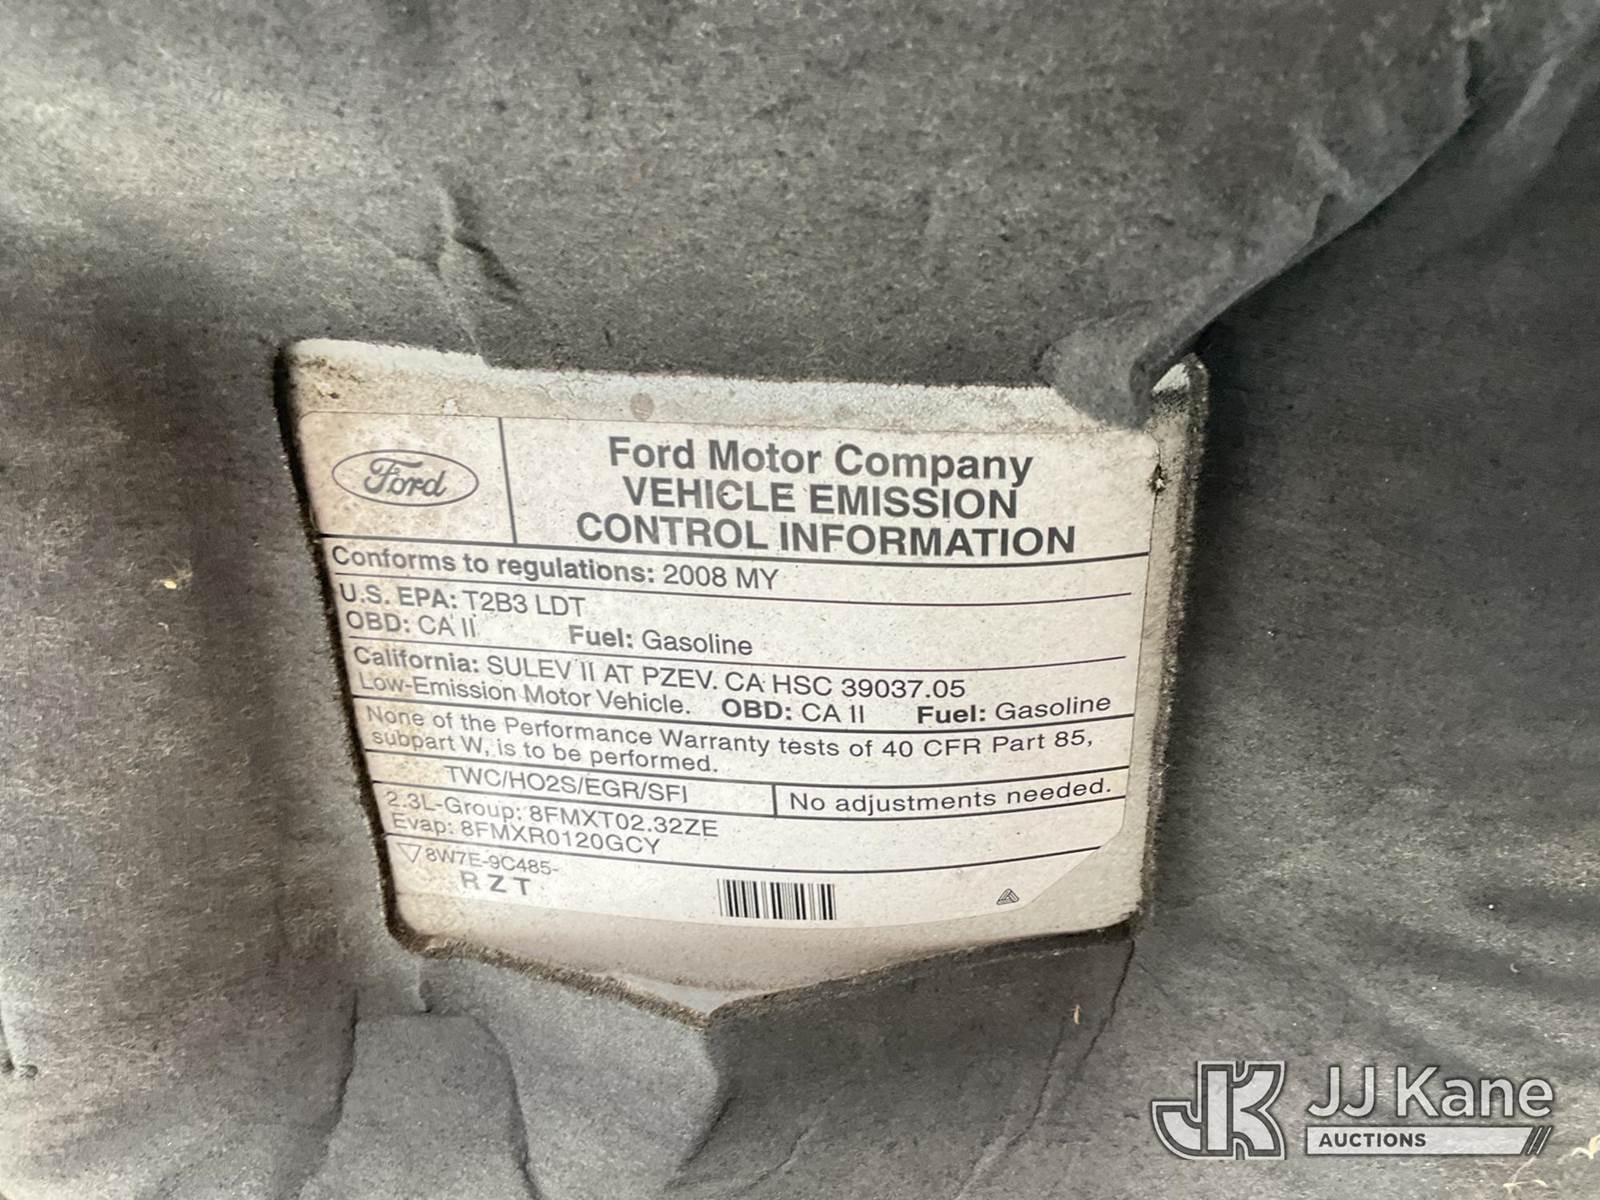 Ford
Ford Motor Company
VEHICLE EMISSION
CONTROL INFORMATION
Conforms to regulations: 2008 MY
U.S. EPA: T2B3 LDT
OBD: CA II Fuel: Gasoline
California: SULEV II AT PZEV. CA HSC 39037.05
Low-Emission Motor Vehicle. OBD: CA II Fuel: Gasoline
None of the Performance Warranty tests of 40 CFR Part 85,
subpart W, is to be performed.
TWC/HO2S/EGR/SFI No adjustments needed.
2.3L-Group: 8FMXT02.32ZE
Evap: 8FMXR0120GCY
8W7E-9C485-
RZT
JK JJ Kane
AUCTIONS